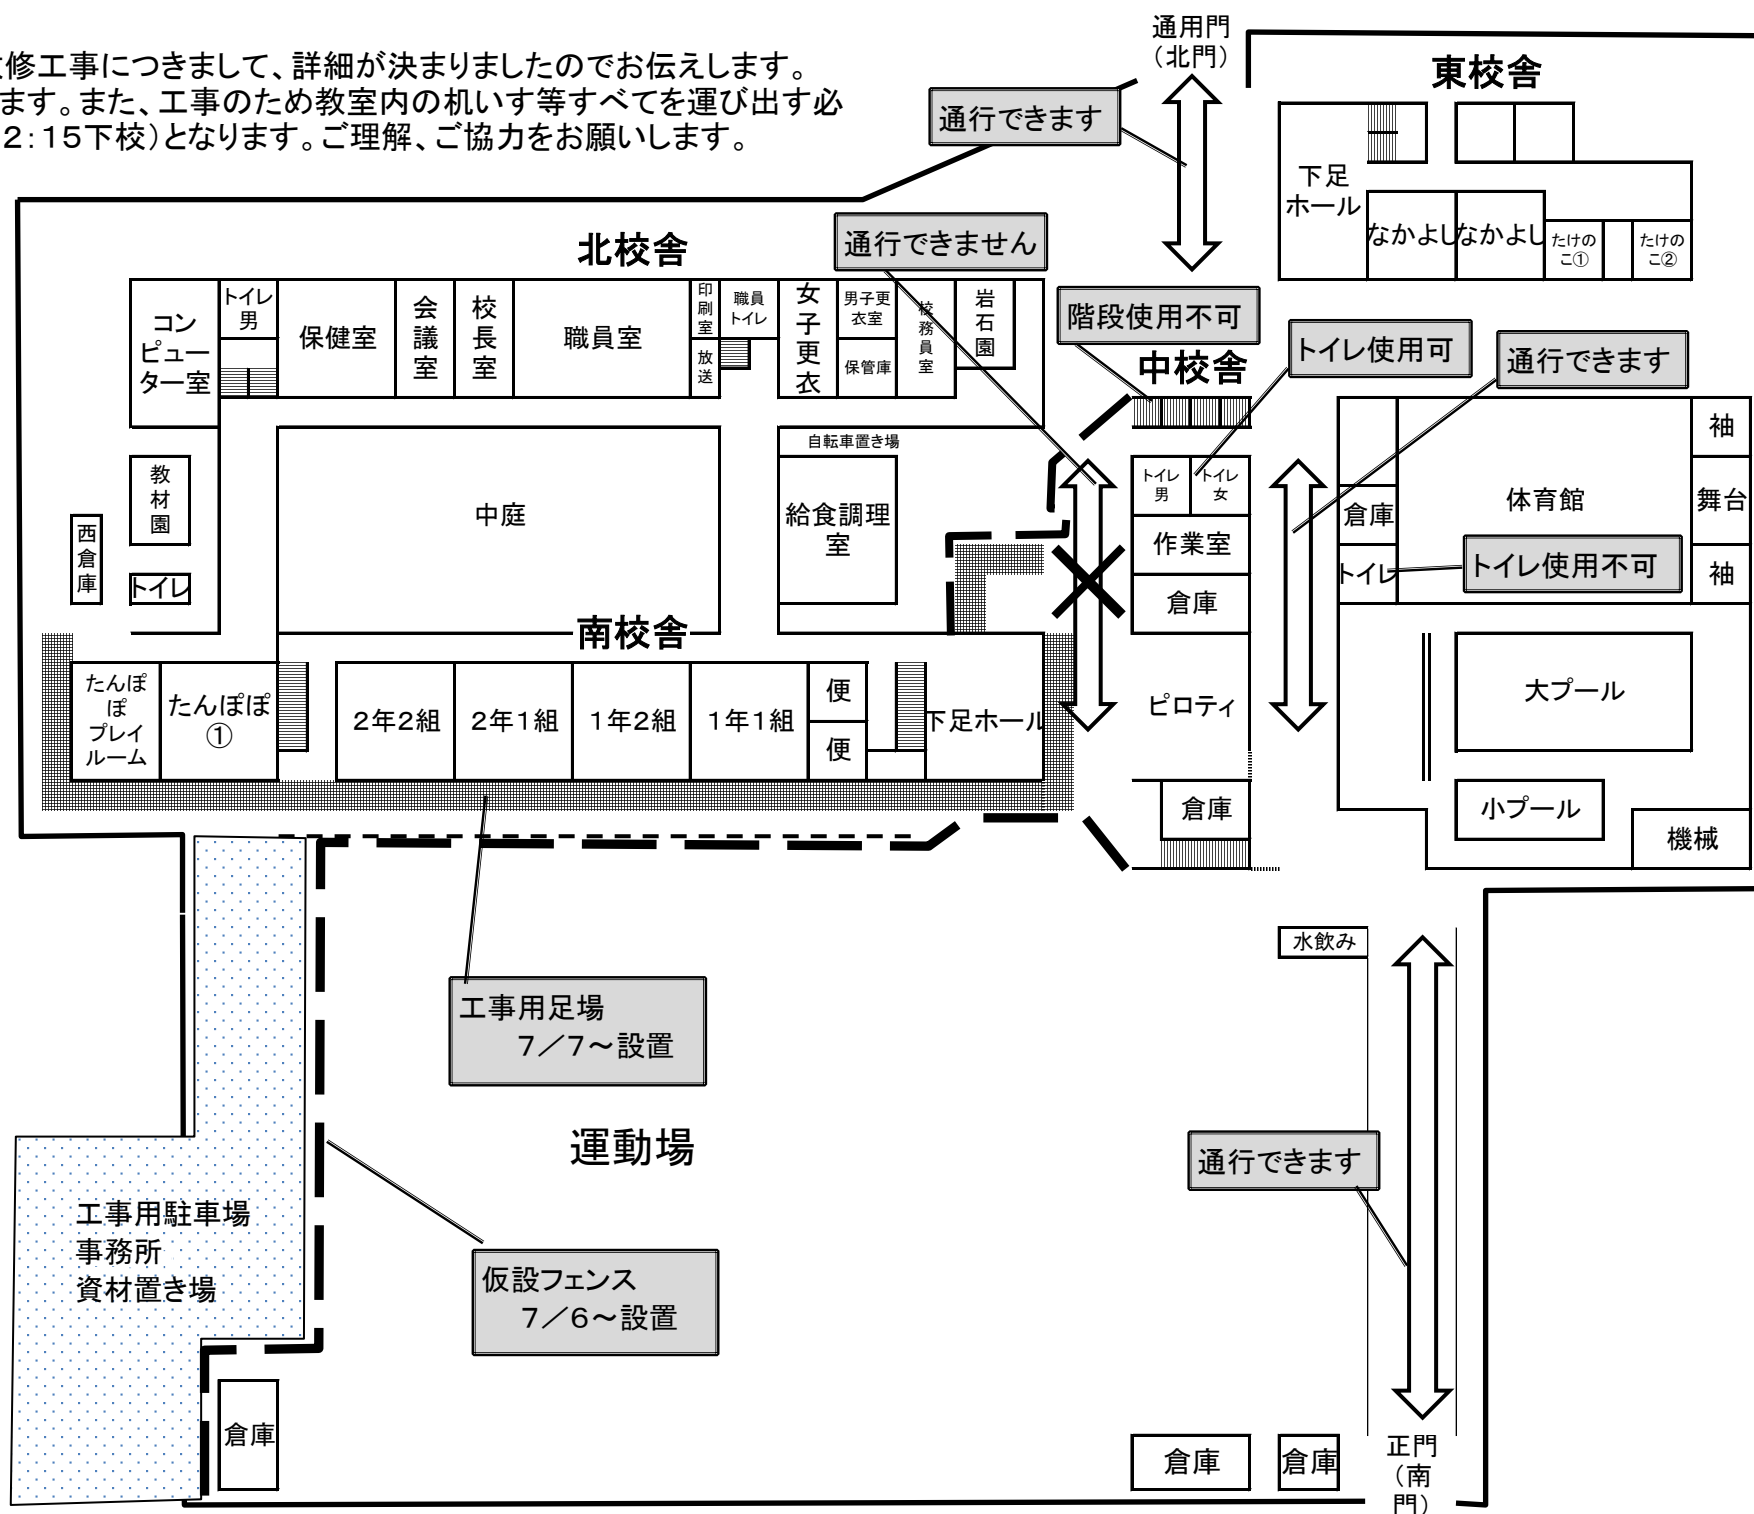 修工事につきまして、詳細が決まりましたのでお伝えします。
ます。また、工事のため教室内の机いす等すべてを運び出す必
２：１５下校）となります。ご理解、ご協力をお願いします。
通用門
（北門）
東校舎
通行できます
下足
ホール
なかよし
なかよし
たけの
こ①
たけの
こ②
北校舎
通行できません
階段使用不可
中校舎
トイレ使用可
通行できます
コン
ピュー
ター室
トイレ
男
保健室
会議室
校長室
職員室
印刷室
放送
職員
トイレ
女子更衣
男子更
衣室
保管庫
校務員室
岩石園
自転車置き場
教材園
西倉庫
トイレ
中庭
給食調理
室
トイレ
男
トイレ
女
作業室
倉庫
倉庫
トイレ
体育館
トイレ使用不可
袖
舞台
袖
南校舎
たんぽ
ぽ
プレイ
ルーム
たんぽぽ
①
２年２組
２年１組
１年２組
１年１組
便
便
下足ホール
ピロティ
倉庫
大プール
小プール
機械
水飲み
工事用足場
７／７～設置
運動場
通行できます
工事用駐車場
事務所
資材置き場
仮設フェンス
７／６～設置
倉庫
倉庫
倉庫
正門
（南
門）